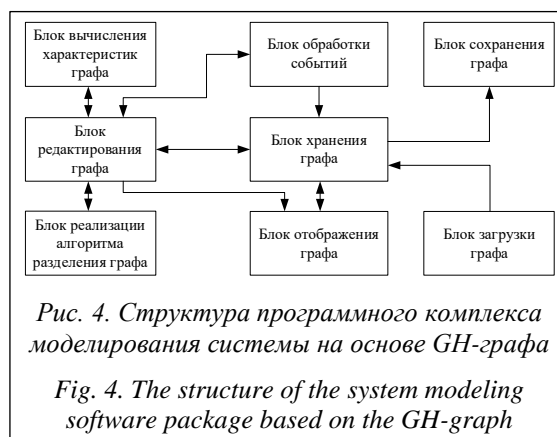 Блок вычисления
характеристик
графа
Блок обработки
событий
Блок сохранения
графа
Блок
редактирования
графа
Блок хранения
графа
Блок реализации
алгоритма
разделения графа
Блок отображения
графа
Блок загрузки
графа
Рис. 4. Структура программного комплекса
моделирования системы на основе GH-графа
Fig. 4. The structure of the system modeling
software package based on the GH-graph